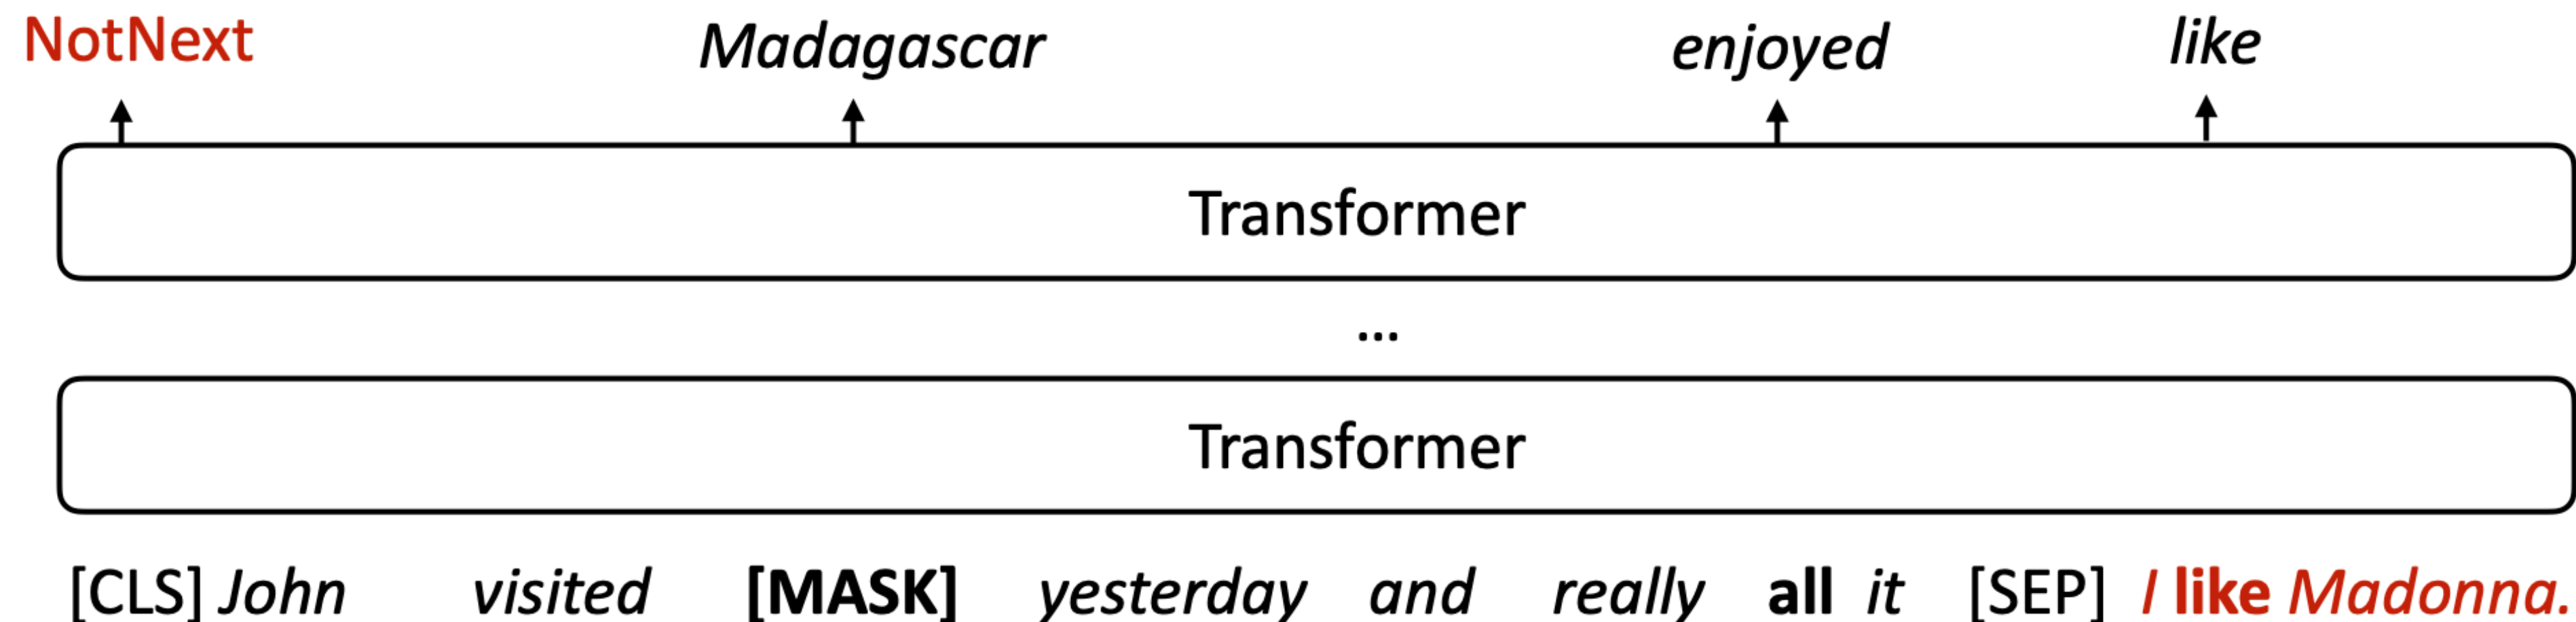 NotNext Madagascar enjoyed like
Transformer
...
Transformer
[CLS] John visited [MASK] yesterday and really all it [SEP] I like Madonna.